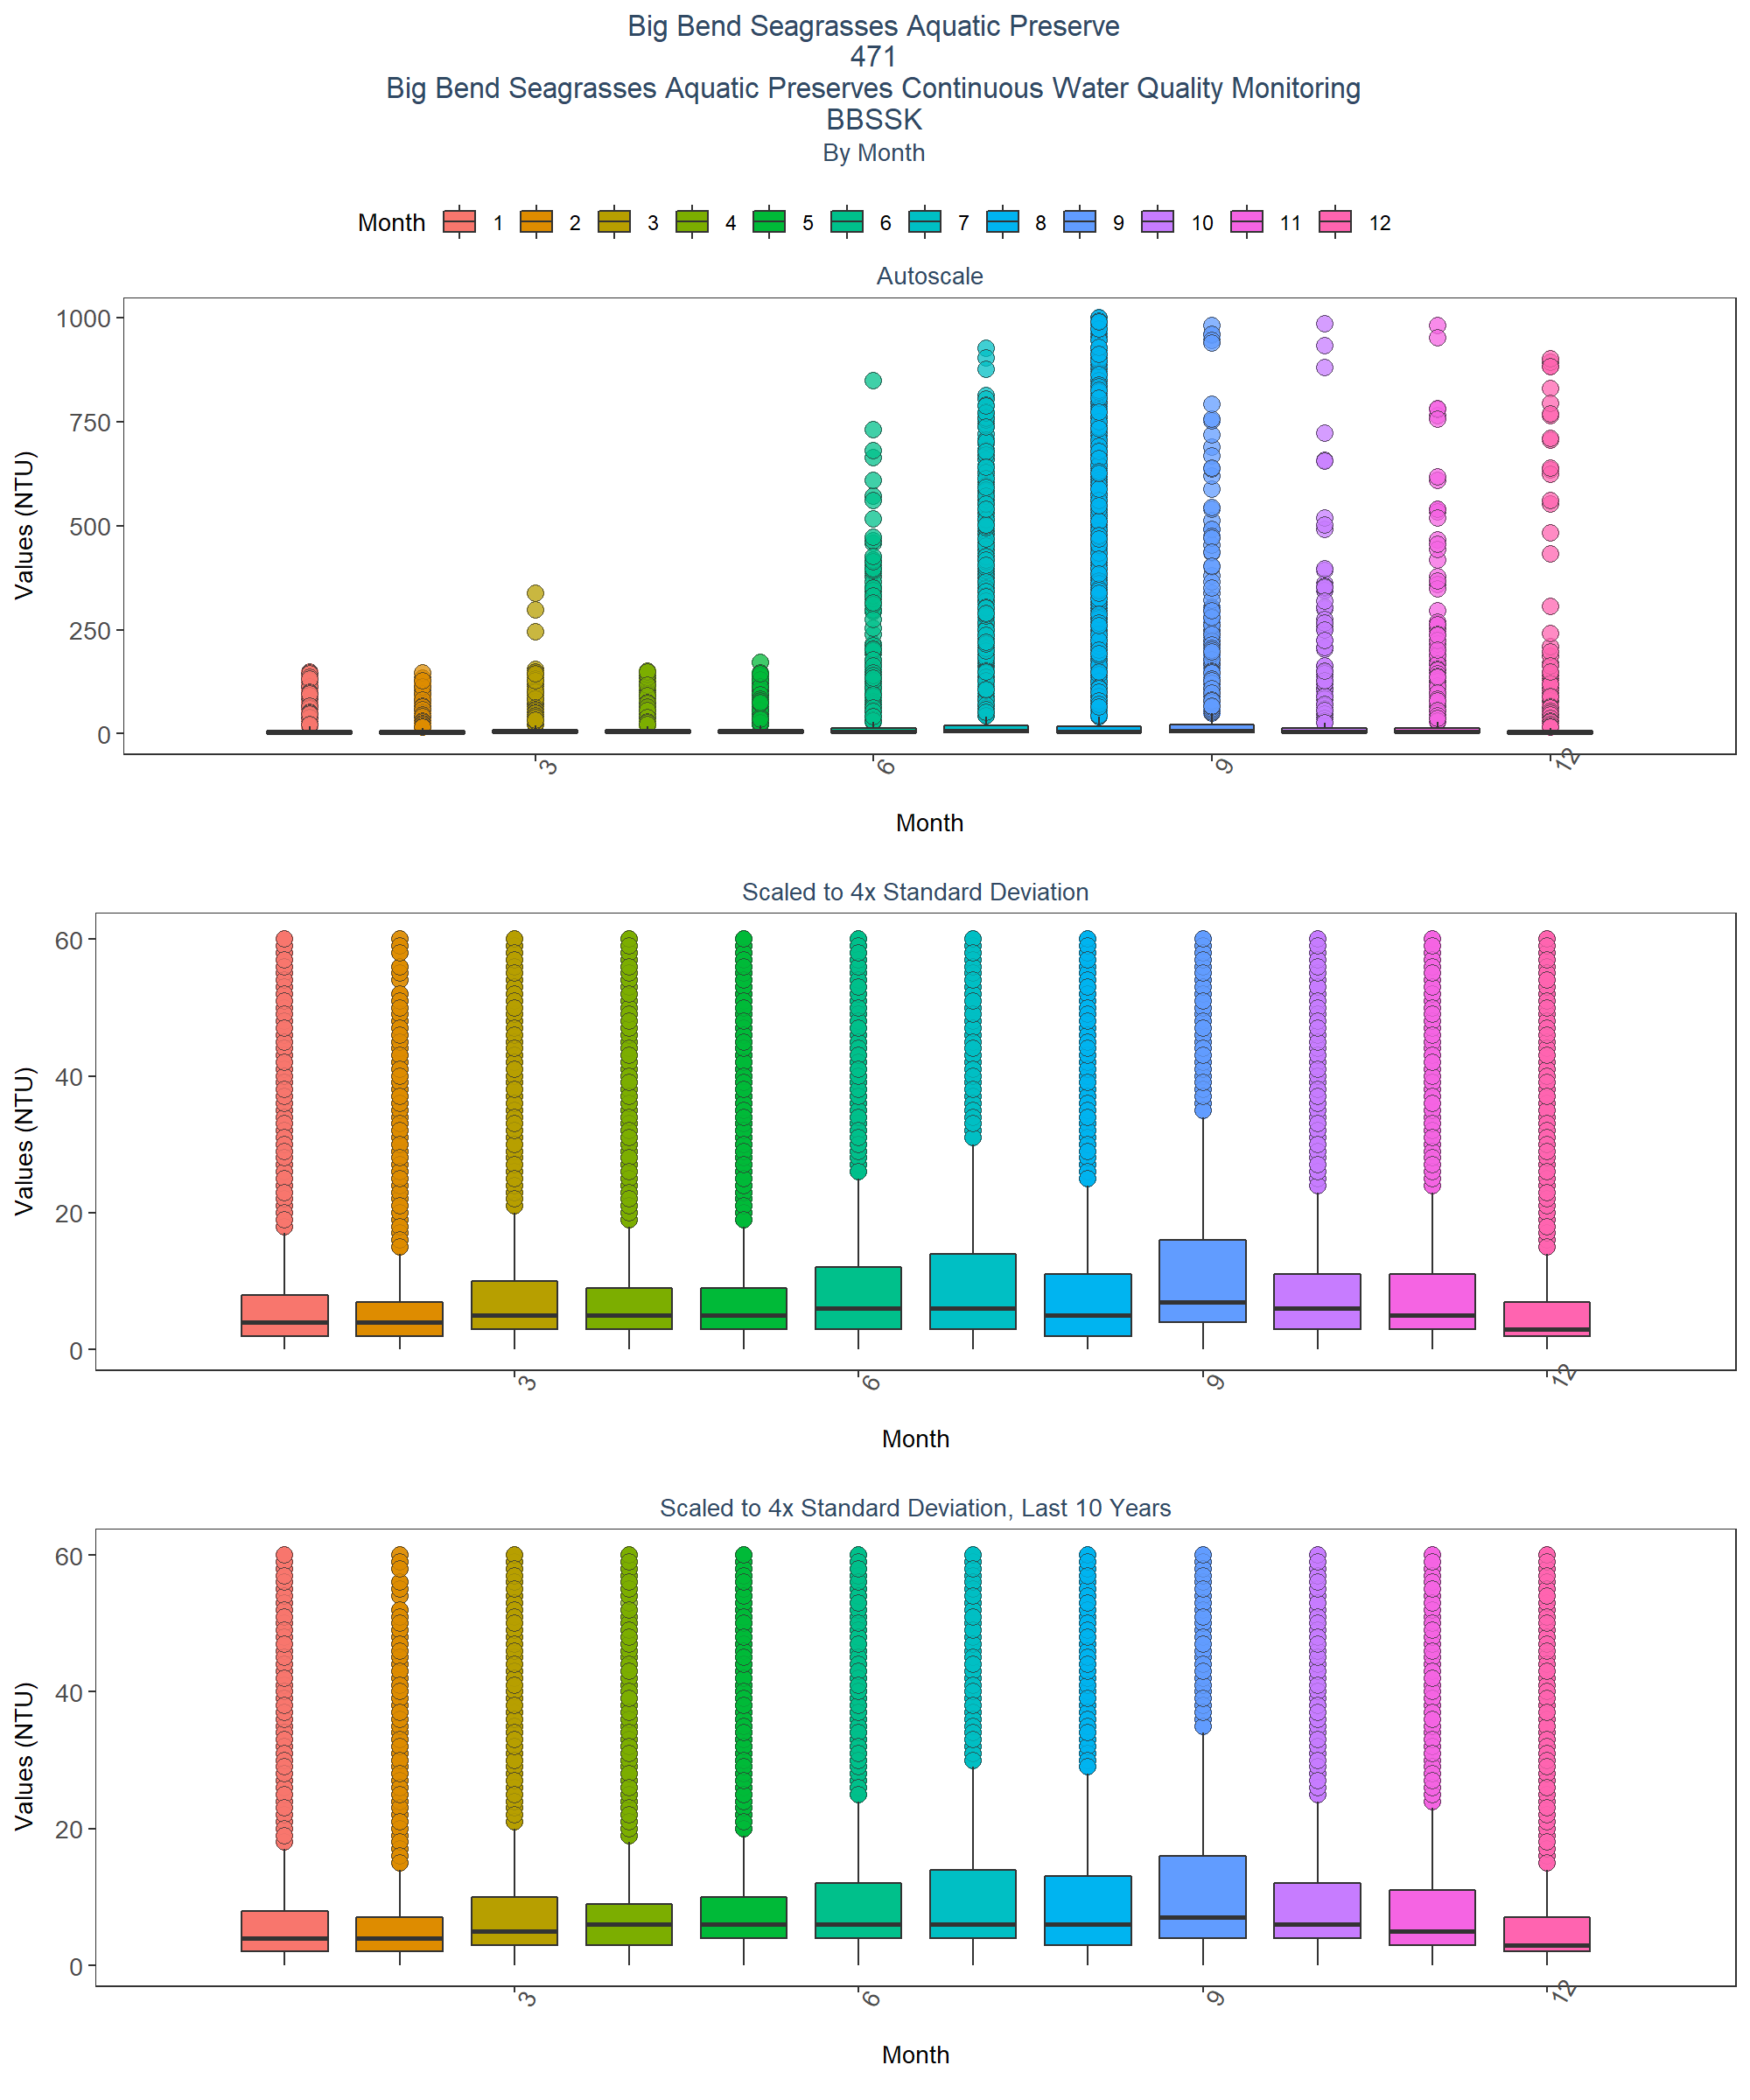 Big Bend Seagrasses Aquatic Preserve
471
Big Bend Seagrasses Aquatic Preserves Continuous Water Quality Monitoring
BBSSK
By Month
Month 1 2 3 4 5 6 7 8 9 10 11 12
Autoscale
Values (NTU)
1000
750
500
250
0
3 6 9 12
Month
Scaled to 4x Standard Deviation
Values (NTU)
60
40
20
0
3 6 9 12
Month
Scaled to 4x Standard Deviation, Last 10 Years
Values (NTU)
60
40
20
0
3 6 9 12
Month